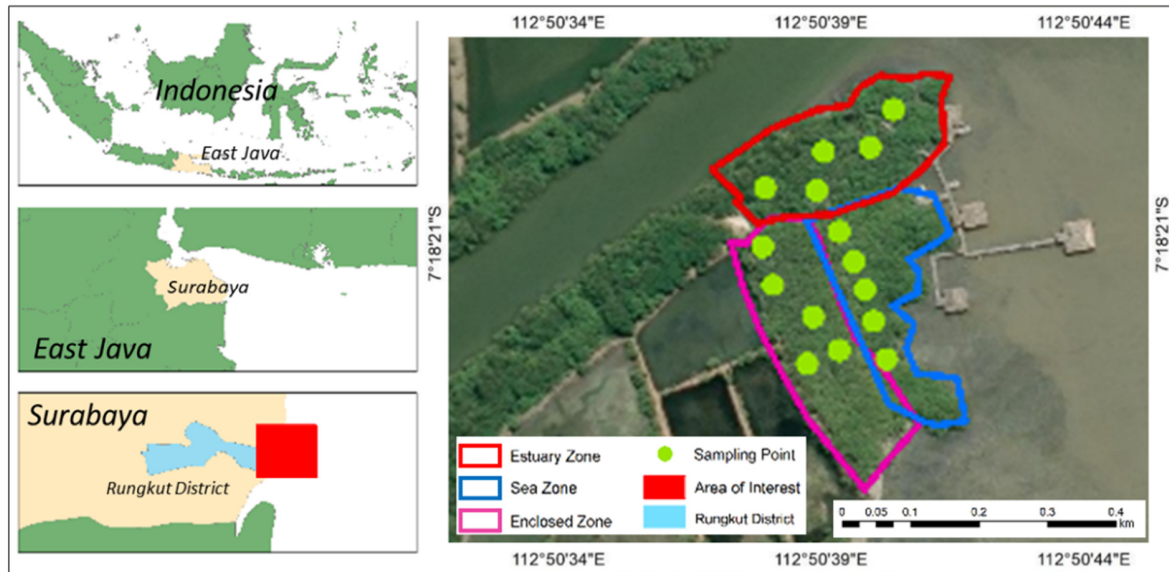 Indonesia
East Java
Surabaya
East Java
Surabaya
Rungkut District
112°50'34"E 112°50'39"E 112°50'44"E
7°18'21"S
7°18'21"S
Estuary Zone
Sea Zone
Enclosed Zone
Sampling Point
Area of Interest
Rungkut District
0 0.05 0.1 0.2 0.3 0.4
km
112°50'34"E 112°50'39"E 112°50'44"E